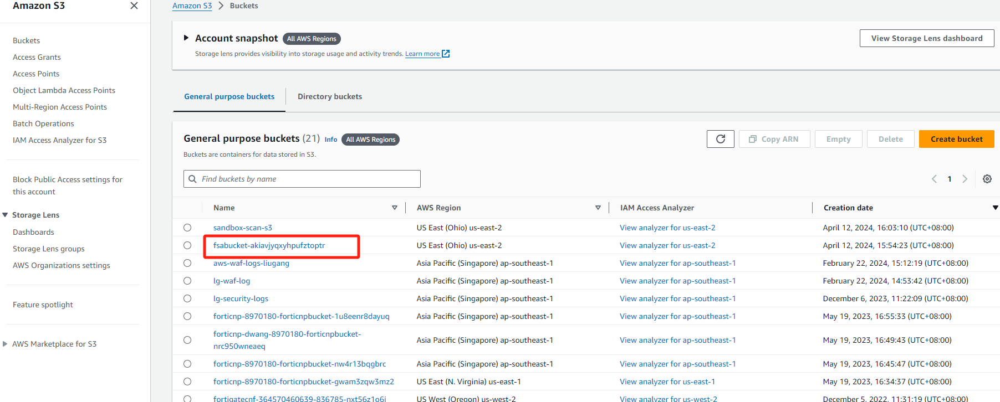 Amazon S3
Amazon S3 > Buckets
Buckets
Access Grants
Access Points
Object Lambda Access Points
Multi-Region Access Points
Batch Operations
IAM Access Analyzer for S3
Block Public Access settings for
this account
Storage Lens
Dashboards
Storage Lens groups
AWS Organizations settings
Feature spotlight
AWS Marketplace for S3
Account snapshot All AWS Regions
View Storage Lens dashboard
Storage lens provides visibility into storage usage and activity trends. Learn more
General purpose buckets Directory buckets
General purpose buckets (21) Info All AWS Regions
Copy ARN Empty Delete Create bucket
Buckets are containers for data stored in S3.
Find buckets by name
1
Name AWS Region IAM Access Analyzer Creation date
sandbox-scan-s3 US East (Ohio) us-east-2 View analyzer for us-east-2 April 12, 2024, 16:03:10 (UTC+08:00)
fsabucket-akiavjyqxyhpufztoptr US East (Ohio) us-east-2 View analyzer for us-east-2 April 12, 2024, 15:54:23 (UTC+08:00)
aws-waf-logs-liugang Asia Pacific (Singapore) ap-southeast-1 View analyzer for ap-southeast-1 February 22, 2024, 15:12:19 (UTC+08:00)
lg-waf-log Asia Pacific (Singapore) ap-southeast-1 View analyzer for ap-southeast-1 February 22, 2024, 14:53:42 (UTC+08:00)
lg-security-logs Asia Pacific (Singapore) ap-southeast-1 View analyzer for ap-southeast-1 December 6, 2023, 11:22:09 (UTC+08:00)
forticnp-8970180-forticnpbucket-1u8eenr8dayuq Asia Pacific (Singapore) ap-southeast-1 View analyzer for ap-southeast-1 May 19, 2023, 16:55:33 (UTC+08:00)
forticnp-dwang-8970180-forticnpbucket-
nrc950wneaeq Asia Pacific (Singapore) ap-southeast-1 View analyzer for ap-southeast-1 May 19, 2023, 16:49:43 (UTC+08:00)
forticnp-8970180-forticnpbucket-nw4r13bqgbrc Asia Pacific (Singapore) ap-southeast-1 View analyzer for ap-southeast-1 May 19, 2023, 16:45:47 (UTC+08:00)
forticnp-8970180-forticnpbucket-gwam3zqw3mz2 US East (N. Virginia) us-east-1 View analyzer for us-east-1 May 19, 2023, 16:34:37 (UTC+08:00)
fortigatecnf-364570460639-836785-nxt56z1o6i US West (Oregon) us-west-2 View analyzer for us-west-2 December 5, 2022, 11:31:19 (UTC+08:00)